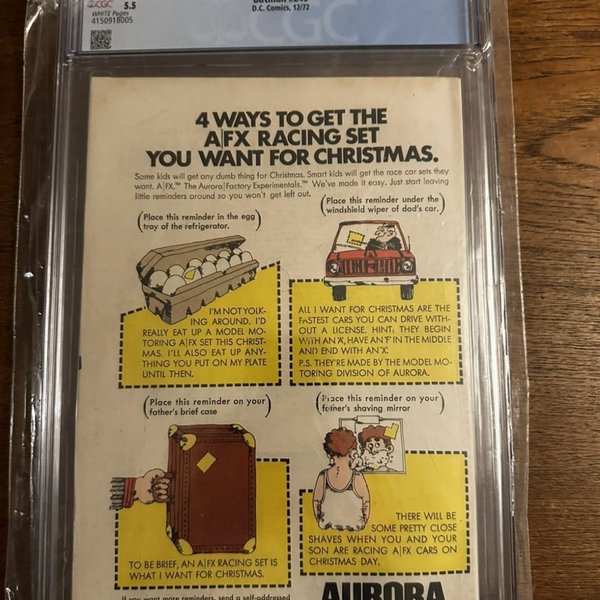 CGC 5.5
WHITE Pages
4150918005
D.C. Comics, 12/72
4 WAYS TO GET THE
A/FX RACING SET
YOU WANT FOR CHRISTMAS.
Some kids will get any dumb thing for Christmas. Smart kids will get the race car sets they
want. A/FX.™ The Aurora Factory Experimentals.™ We've made it easy. Just start leaving
little reminders around so you won't get left out.
(Place this reminder in the egg
tray of the refrigerator.)
I'M NOT YOLK-
ING AROUND. I'D
REALLY EAT UP A MODEL MO-
TORING A/FX SET THIS CHRIST-
MAS. I'LL ALSO EAT UP ANY-
THING YOU PUT ON MY PLATE
UNTIL THEN.
(Place this reminder under the
windshield wiper of dad's car.)
ALL I WANT FOR CHRISTMAS ARE THE
FASTEST CARS YOU CAN DRIVE WITH-
OUT A LICENSE. HINT: THEY BEGIN
WITH AN 'A', HAVE AN 'F' IN THE MIDDLE
AND END WITH AN 'X'.
P.S. THEY'RE MADE BY THE MODEL MO-
TORING DIVISION OF AURORA.
(Place this reminder on your
father's brief case)
TO BE BRIEF, AN A/FX RACING SET IS
WHAT I WANT FOR CHRISTMAS.
(Place this reminder on your
father's shaving mirror)
THERE WILL BE
SOME PRETTY CLOSE
SHAVES WHEN YOU AND YOUR
SON ARE RACING A/FX CARS ON
CHRISTMAS DAY.
If you want more reminders, send a self-addressed
AURORA